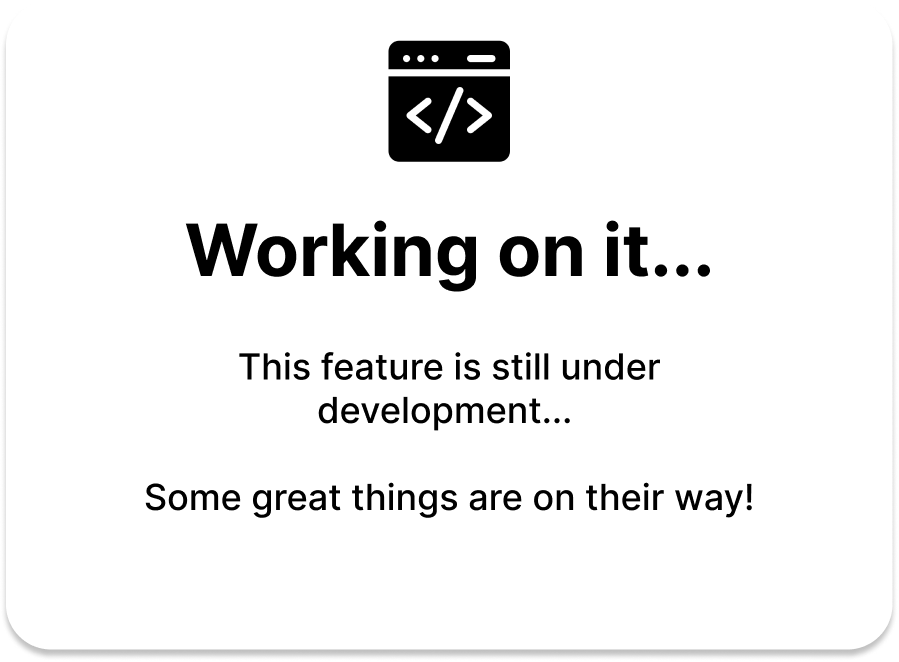 Working on it...
This feature is still under
development...
Some great things are on their way!